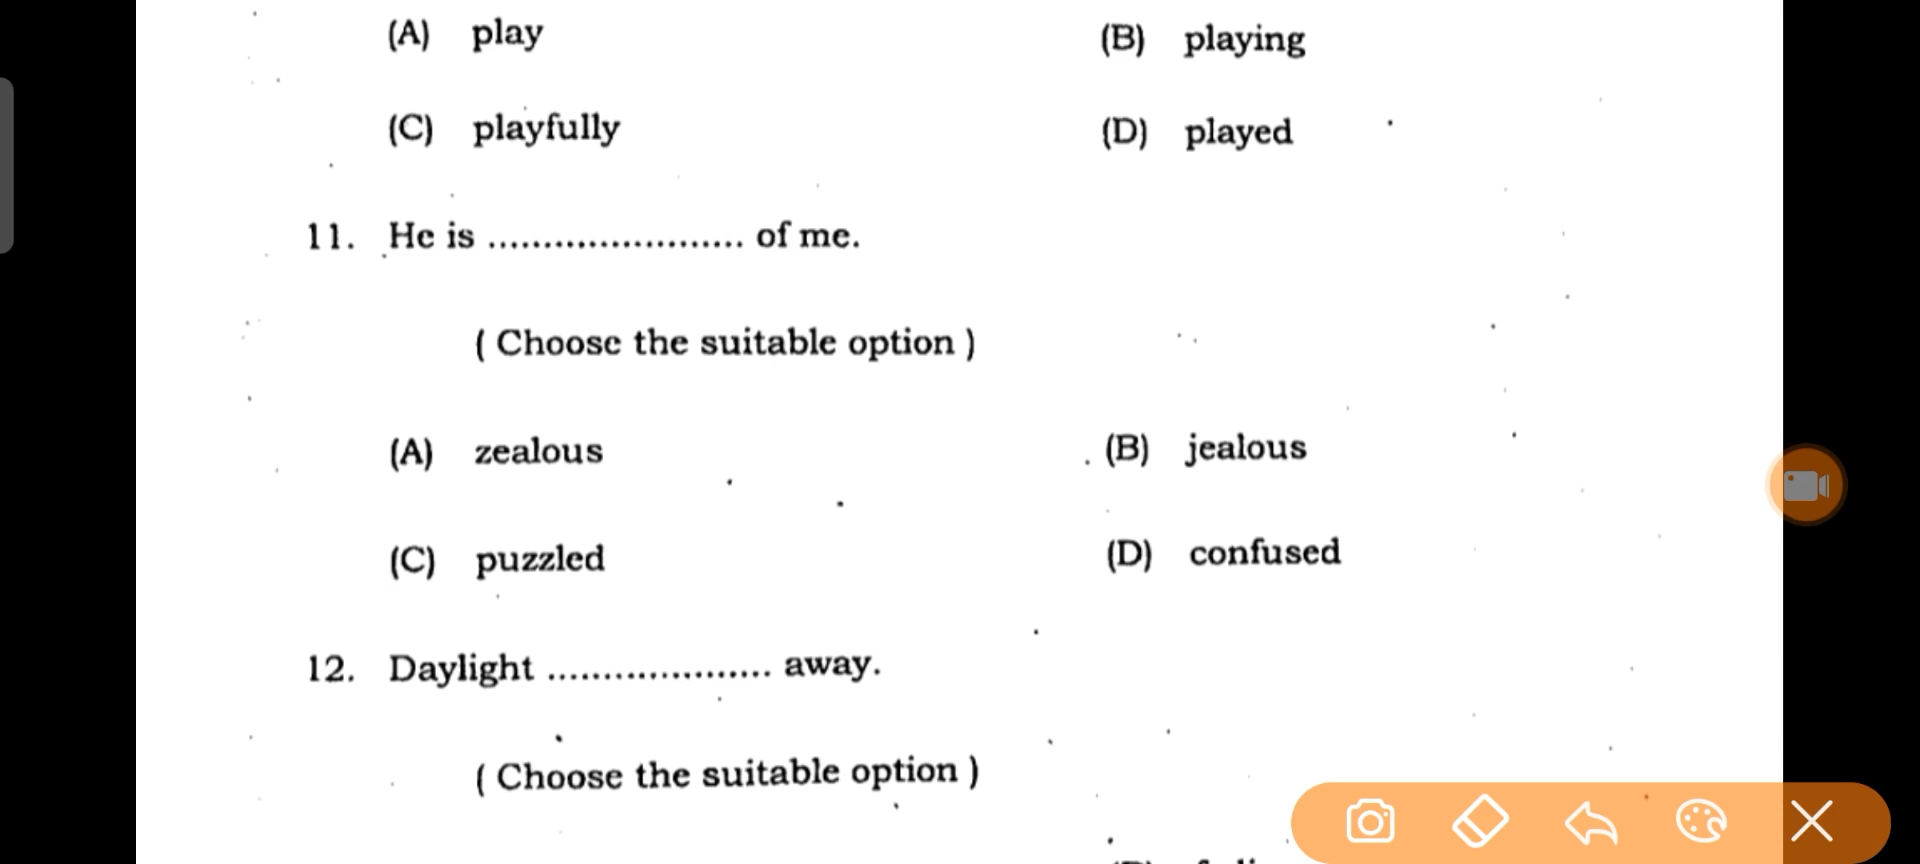 (A) play (B) playing
(C) playfully (D) played
11. He is ....................... of me.
( Choose the suitable option )
(A) zealous (B) jealous
(C) puzzled (D) confused
12. Daylight .................... away.
( Choose the suitable option )